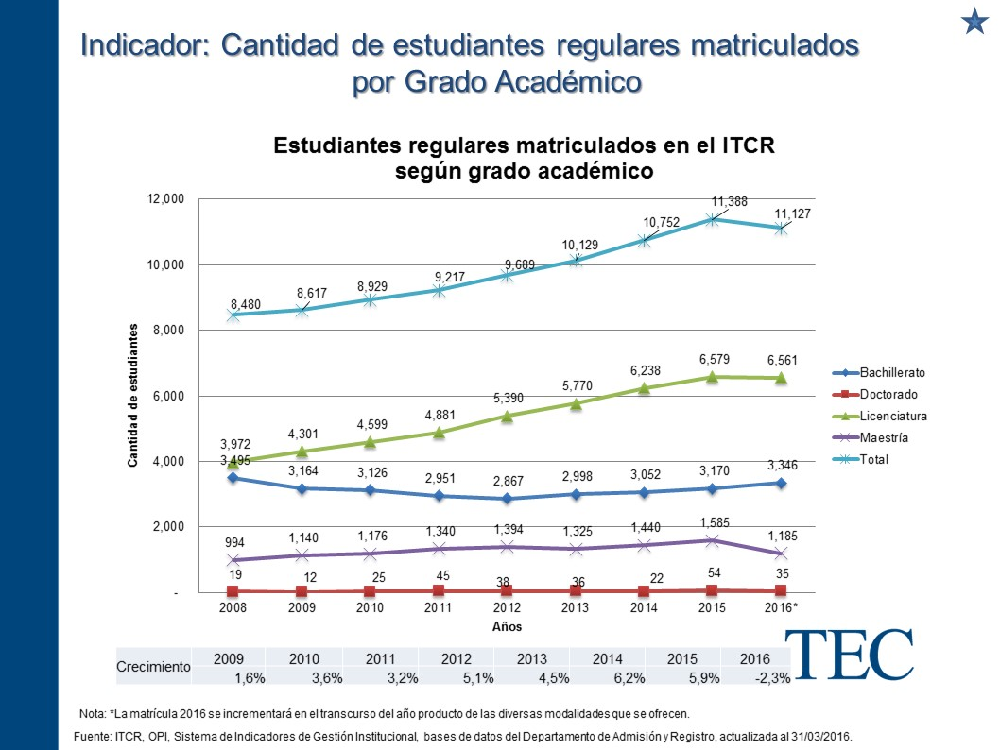 Indicador: Cantidad de estudiantes regulares matriculados
por Grado Académico
Estudiantes regulares matriculados en el ITCR
según grado académico
12,000
10,000
8,000
6,000
4,000
2,000
-
Cantidad de estudiantes
8,480 8,617 8,929 9,217 9,689 10,129 10,752 11,388 11,127
3,972 4,301 4,599 4,881 5,390 5,770 6,238 6,579 6,561
3,495 3,164 3,126 2,951 2,867 2,998 3,052 3,170 3,346
994 1,140 1,176 1,340 1,394 1,325 1,440 1,585 1,185
19 12 25 45 38 36 22 54 35
2008 2009 2010 2011 2012 2013 2014 2015 2016*
Años
Bachillerato
Doctorado
Licenciatura
Maestría
Total
Crecimiento 2009 2010 2011 2012 2013 2014 2015 2016
1,6% 3,6% 3,2% 5,1% 4,5% 6,2% 5,9% -2,3%
TEC
Nota: *La matrícula 2016 se incrementará en el transcurso del año producto de las diversas modalidades que se ofrecen.
Fuente: ITCR, OPI, Sistema de Indicadores de Gestión Institucional, bases de datos del Departamento de Admisión y Registro, actualizada al 31/03/2016.